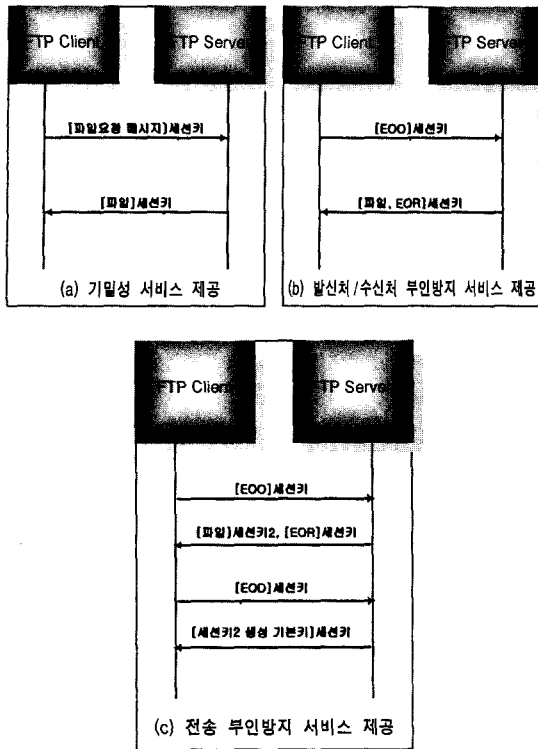 FTP Client
FTP Server
[파일요청 메시지]세션키
[파일]세션키
(a) 기밀성 서비스 제공
FTP Client
FTP Server
[EOO]세션키
[파일, EOR]세션키
(b) 발신처/수신처 부인방지 서비스 제공
FTP Client
FTP Server
[EOO]세션키
[파일]세션키2, [EOR]세션키
[EOD]세션키
[세션키2 생성 기본키]세션키
(c) 전송 부인방지 서비스 제공